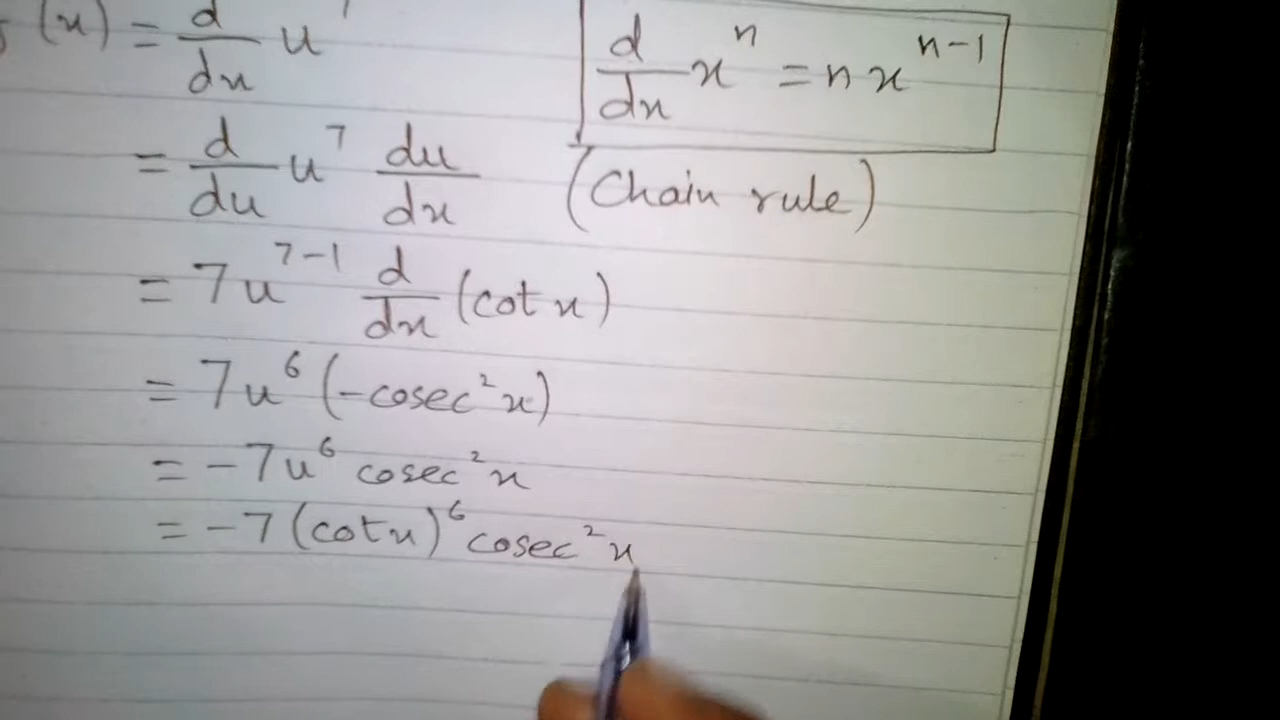 (x) = d/dx u
d/dx x^n = n x^(n-1)
= d/du u^7 du/dx (Chain rule)
= 7u^(7-1) d/dx (cot x)
= 7u^6 (-cosec^2 x)
= -7u^6 cosec^2 x
= -7 (cot x)^6 cosec^2 x